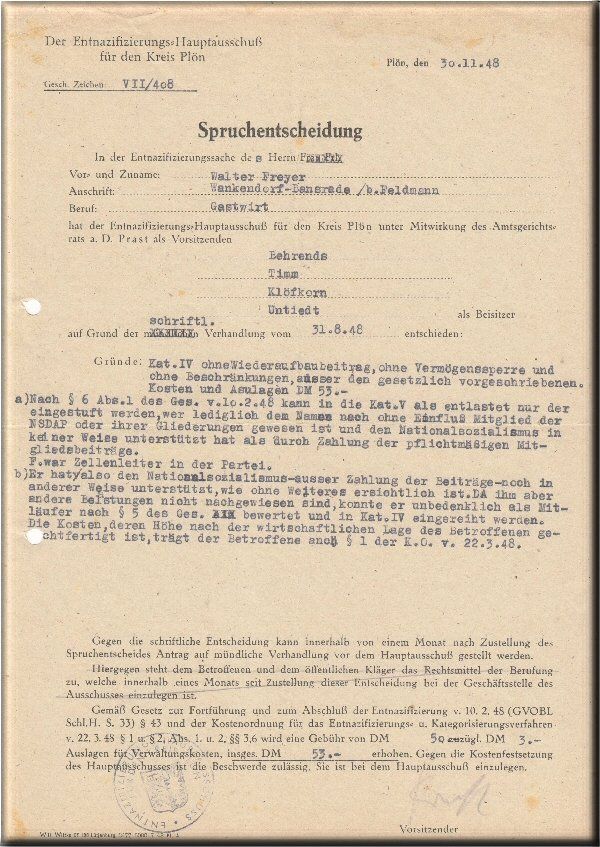 Der Entnazifizierungs-Hauptausschuß
für den Kreis Plön
Plön, den 30.11.48
Gesch. Zeichen: VII/408
Spruchentscheidung
In der Entnazifizierungssache des Herrn
Vor- und Zuname: Walter Freyer
Anschrift: Wankendorf-Bansrade /b.Feldmann
Beruf: Gastwirt
hat der Entnazifizierungs-Hauptausschuß für den Kreis Plön unter Mitwirkung des Amtsgerichts-
rats a. D. Prast als Vorsitzenden
Behrends
Timm
Klöfkorn
Untiedt als Beisitzer
schriftl.
auf Grund der Verhandlung vom 31.8.48 entschieden:
Gründe: Kat.IV ohneWiederaufbaubeitrag,ohne Vermögenssperre und
ohne Beschränkungen,ausser den gesetzlich vorgeschriebenen.
Kosten und Asulagen DM 53.-
a)Nach § 6 Abs.1 des Ges. v.10.2.48 kann in die Kat.V als entlastet nur der
eingestuft werden,wer lediglich dem Namen nach ohne Einfluß Mitglied der
NSDAP oder ihrer Gliederungen gewesen ist und den Nationalsozialismus in
keiner Weise unterstützt hat als durch Zahlung der pflichtmäßigen Mit-
gliedsbeiträge.
F.war Zellenleiter in der Partei.
b)Er hat/also den Nationalsozialismus-ausser Zahlung der Beiträge-noch in
anderer Weise unterstützt,wie ohne Weiteres ersichtlich ist.DA ihm aber
andere Belstungen nicht nachgewiesen sind,konnte er unbedenklich als Mit-
läufer nach § 5 des Ges. bewertet und in Kat.IV eingereiht werden.
Die Kosten,deren Höhe nach der wirtschaftlichen Lage des Betroffenen ge-
chtfertigt ist,trägt der Betroffene anch § 1 der K.O. v. 22.3.48.
Gegen die schriftliche Entscheidung kann innerhalb von einem Monat nach Zustellung des
Spruchentscheides Antrag auf mündliche Verhandlung vor dem Hauptausschuß gestellt werden.
Hiergegen steht dem Betroffenen und dem öffentlichen Kläger das Rechtsmittel der Berufung
zu, welche innerhalb eines Monats seit Zustellung dieser Entscheidung bei der Geschäftsstelle des
Ausschusses einzulegen ist.
Gemäß Gesetz zur Fortführung und zum Abschluß der Entnazifizierung v. 10. 2. 48 (GVOBL
Schl.H. S. 33) § 43 und der Kostenordnung für das Entnazifizierungs- u. Kategorisierungsverfahren
v. 22.3.48 § 1 u. § 2, Abs. 1 u. 2, §§ 3,6 wird eine Gebühr von DM 50 zuzügl. DM 3.-
Auslagen für Verwaltungskosten, insges. DM 53.- erhoben. Gegen die Kostenfestsetzung
des Hauptausschusses ist die Beschwerde zulässig. Sie ist beim Hauptausschuß einzulegen.
Vorsitzender